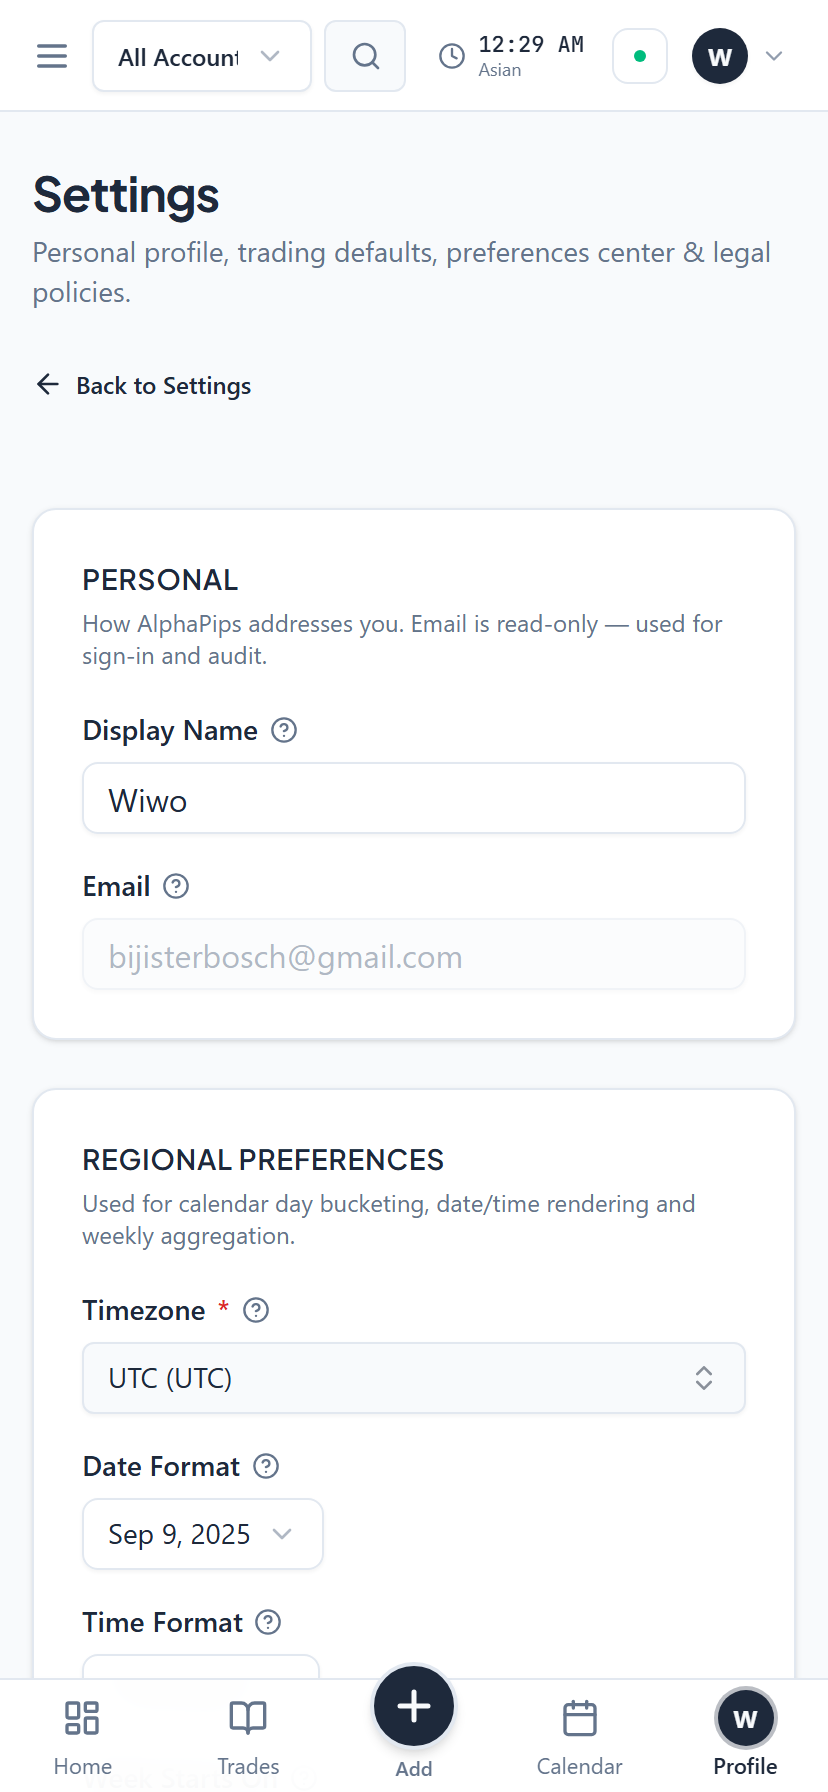 All Account
12:29 AM
Asian
W
Settings
Personal profile, trading defaults, preferences center & legal
policies.
Back to Settings
PERSONAL
How AlphaPips addresses you. Email is read-only — used for
sign-in and audit.
Display Name
Wiwo
Email
bijisterbosch@gmail.com
REGIONAL PREFERENCES
Used for calendar day bucketing, date/time rendering and
weekly aggregation.
Timezone *
UTC (UTC)
Date Format
Sep 9, 2025
Time Format
Week Starts On
Home
Trades
Add
Calendar
W
Profile